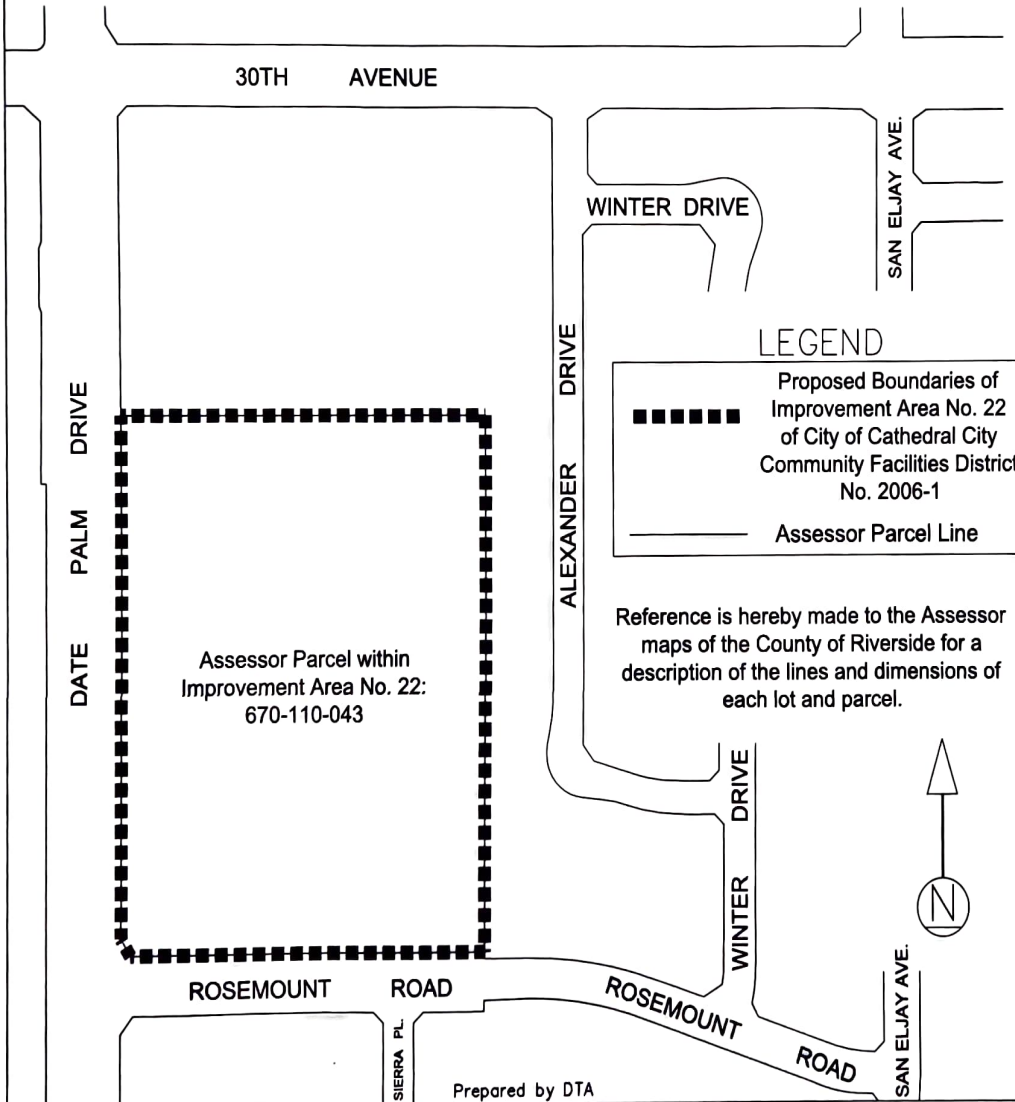 30TH AVENUE
SAN ELJAY AVE.
WINTER DRIVE
DATE PALM DRIVE
ALEXANDER DRIVE
LEGEND
Proposed Boundaries of
Improvement Area No. 22
of City of Cathedral City
Community Facilities District
No. 2006-1
Assessor Parcel Line
Reference is hereby made to the Assessor
maps of the County of Riverside for a
description of the lines and dimensions of
each lot and parcel.
Assessor Parcel within
Improvement Area No. 22:
670-110-043
WINTER DRIVE
N
ROSEMOUNT ROAD
ROSEMOUNT ROAD
SIERRA PL.
SAN ELJAY AVE.
Prepared by DTA